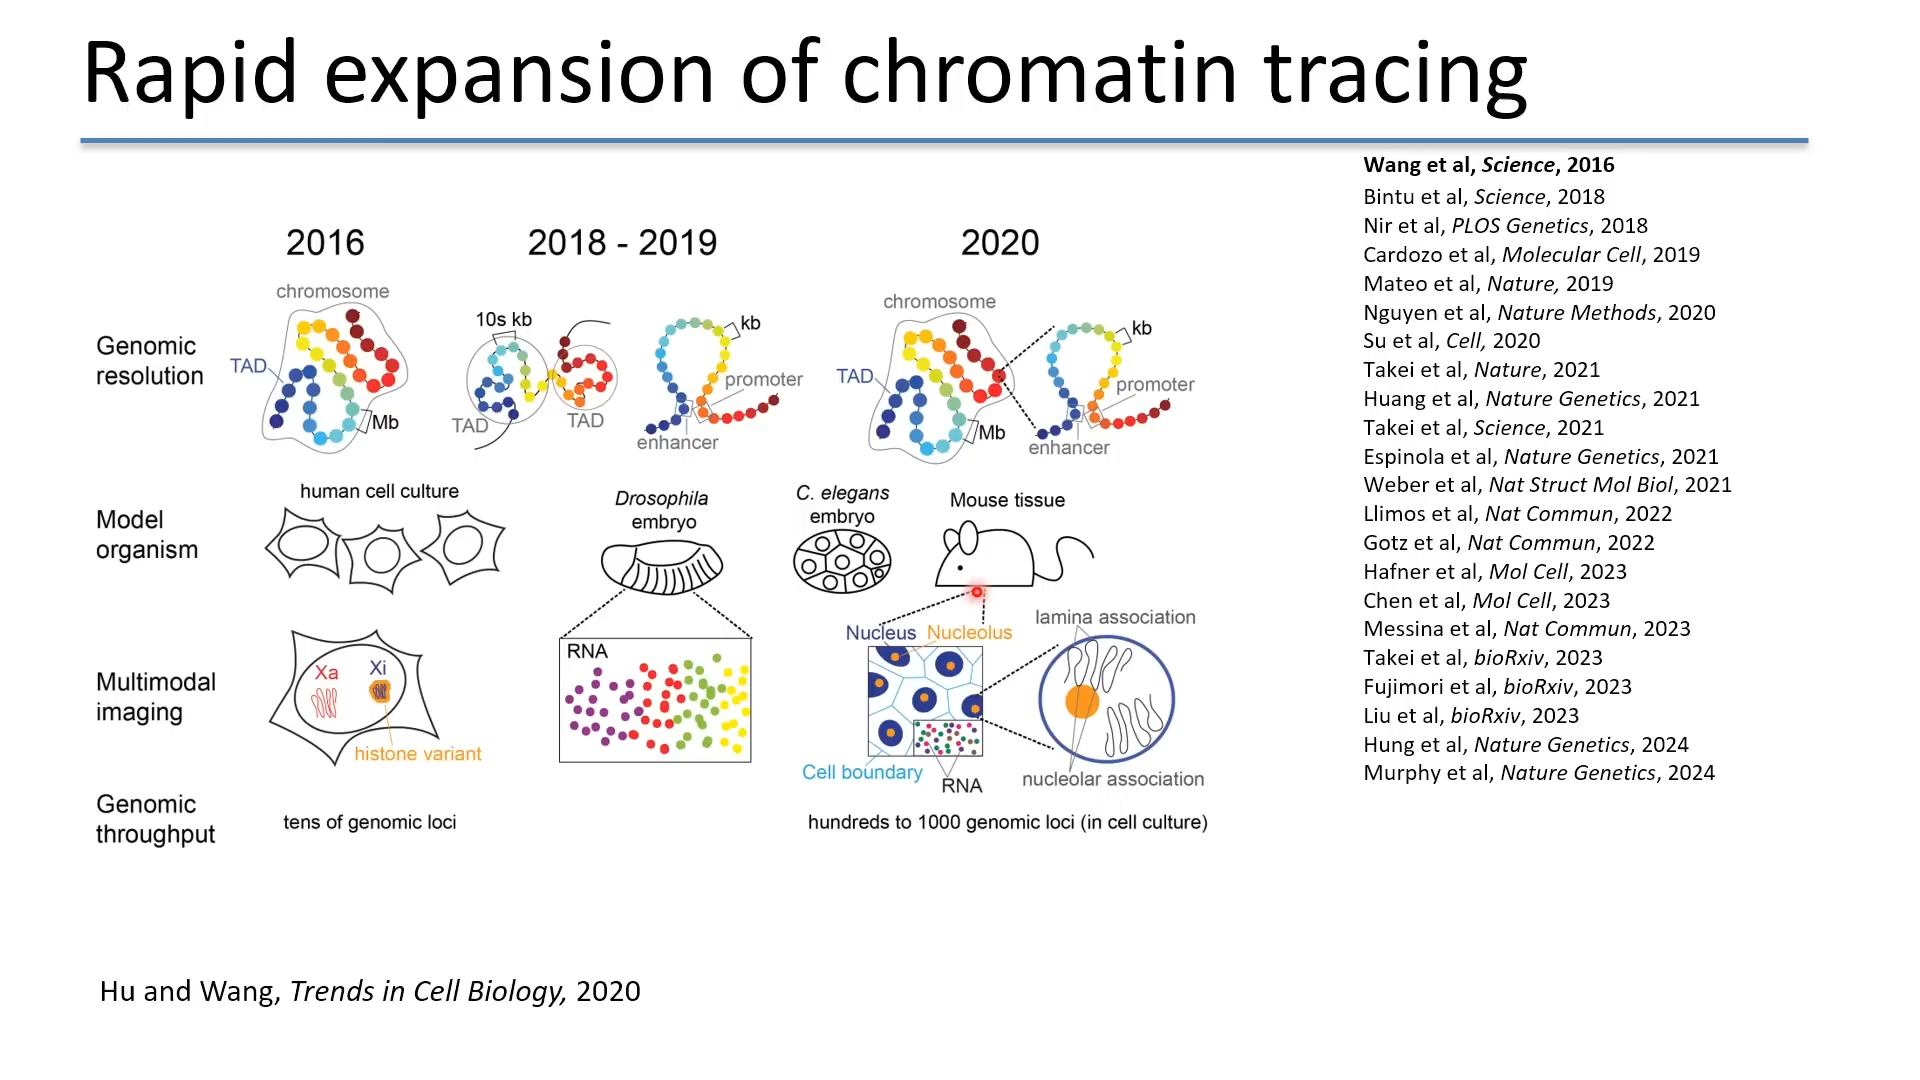 Rapid expansion of chromatin tracing
2016
2018 - 2019
2020
Genomic
resolution
chromosome
TAD
Mb
10s kb
TAD
TAD
kb
promoter
enhancer
chromosome
TAD
Mb
kb
promoter
enhancer
Model
organism
human cell culture
Drosophila
embryo
C. elegans
embryo
Mouse tissue
Multimodal
imaging
Xa
Xi
histone variant
RNA
Nucleus
Nucleolus
Cell boundary
RNA
lamina association
nucleolar association
Genomic
throughput
tens of genomic loci
hundreds to 1000 genomic loci (in cell culture)
Wang et al, Science, 2016
Bintu et al, Science, 2018
Nir et al, PLOS Genetics, 2018
Cardozo et al, Molecular Cell, 2019
Mateo et al, Nature, 2019
Nguyen et al, Nature Methods, 2020
Su et al, Cell, 2020
Takei et al, Nature, 2021
Huang et al, Nature Genetics, 2021
Takei et al, Science, 2021
Espinola et al, Nature Genetics, 2021
Weber et al, Nat Struct Mol Biol, 2021
Llimos et al, Nat Commun, 2022
Gotz et al, Nat Commun, 2022
Hafner et al, Mol Cell, 2023
Chen et al, Mol Cell, 2023
Messina et al, Nat Commun, 2023
Takei et al, bioRxiv, 2023
Fujimori et al, bioRxiv, 2023
Liu et al, bioRxiv, 2023
Hung et al, Nature Genetics, 2024
Murphy et al, Nature Genetics, 2024
Hu and Wang, Trends in Cell Biology, 2020